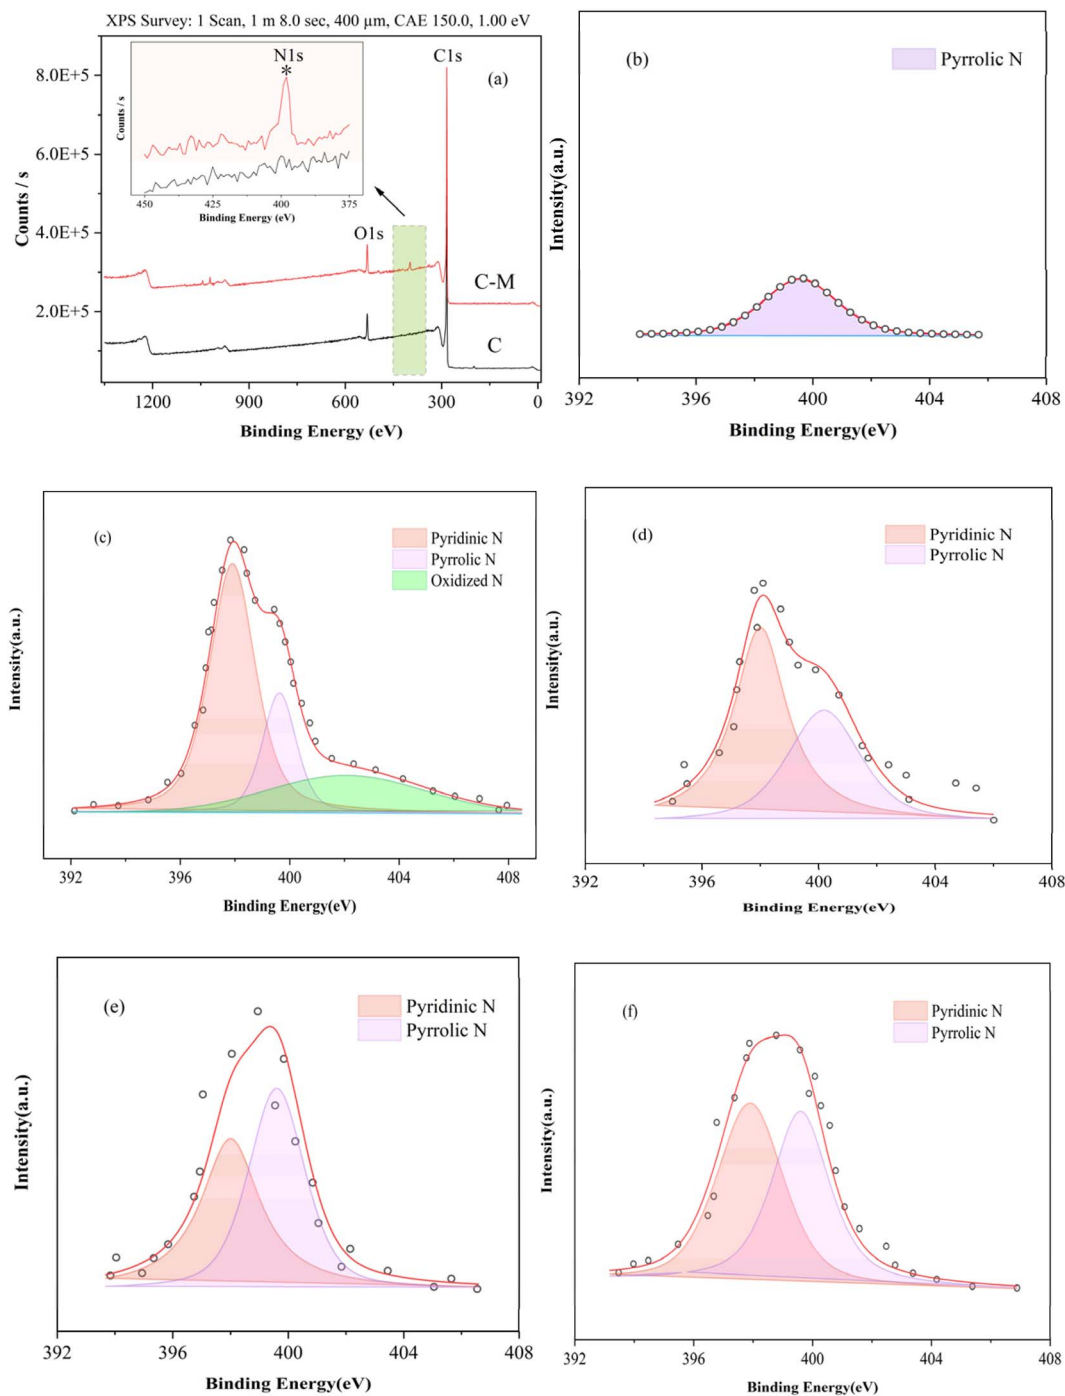 XPS Survey: 1 Scan, 1 m 8.0 sec, 400 µm, CAE 150.0, 1.00 eV
(a)
N1s
*
C1s
O1s
C-M
C
Counts / s
8.0E+5
6.0E+5
4.0E+5
2.0E+5
1200 900 600 300 0
Binding Energy (eV)
Counts / s
450 425 400 375
Binding Energy (eV)
(b)
Pyrrolic N
Intensity(a.u.)
392 396 400 404 408
Binding Energy(eV)
(c)
Pyridinic N
Pyrrolic N
Oxidized N
Intensity(a.u.)
392 396 400 404 408
Binding Energy(eV)
(d)
Pyridinic N
Pyrrolic N
Intensity(a.u.)
392 396 400 404 408
Binding Energy(eV)
(e)
Pyridinic N
Pyrrolic N
Intensity(a.u.)
392 396 400 404 408
Binding Energy(eV)
(f)
Pyridinic N
Pyrrolic N
Intensity(a.u.)
392 396 400 404 408
Binding Energy(eV)